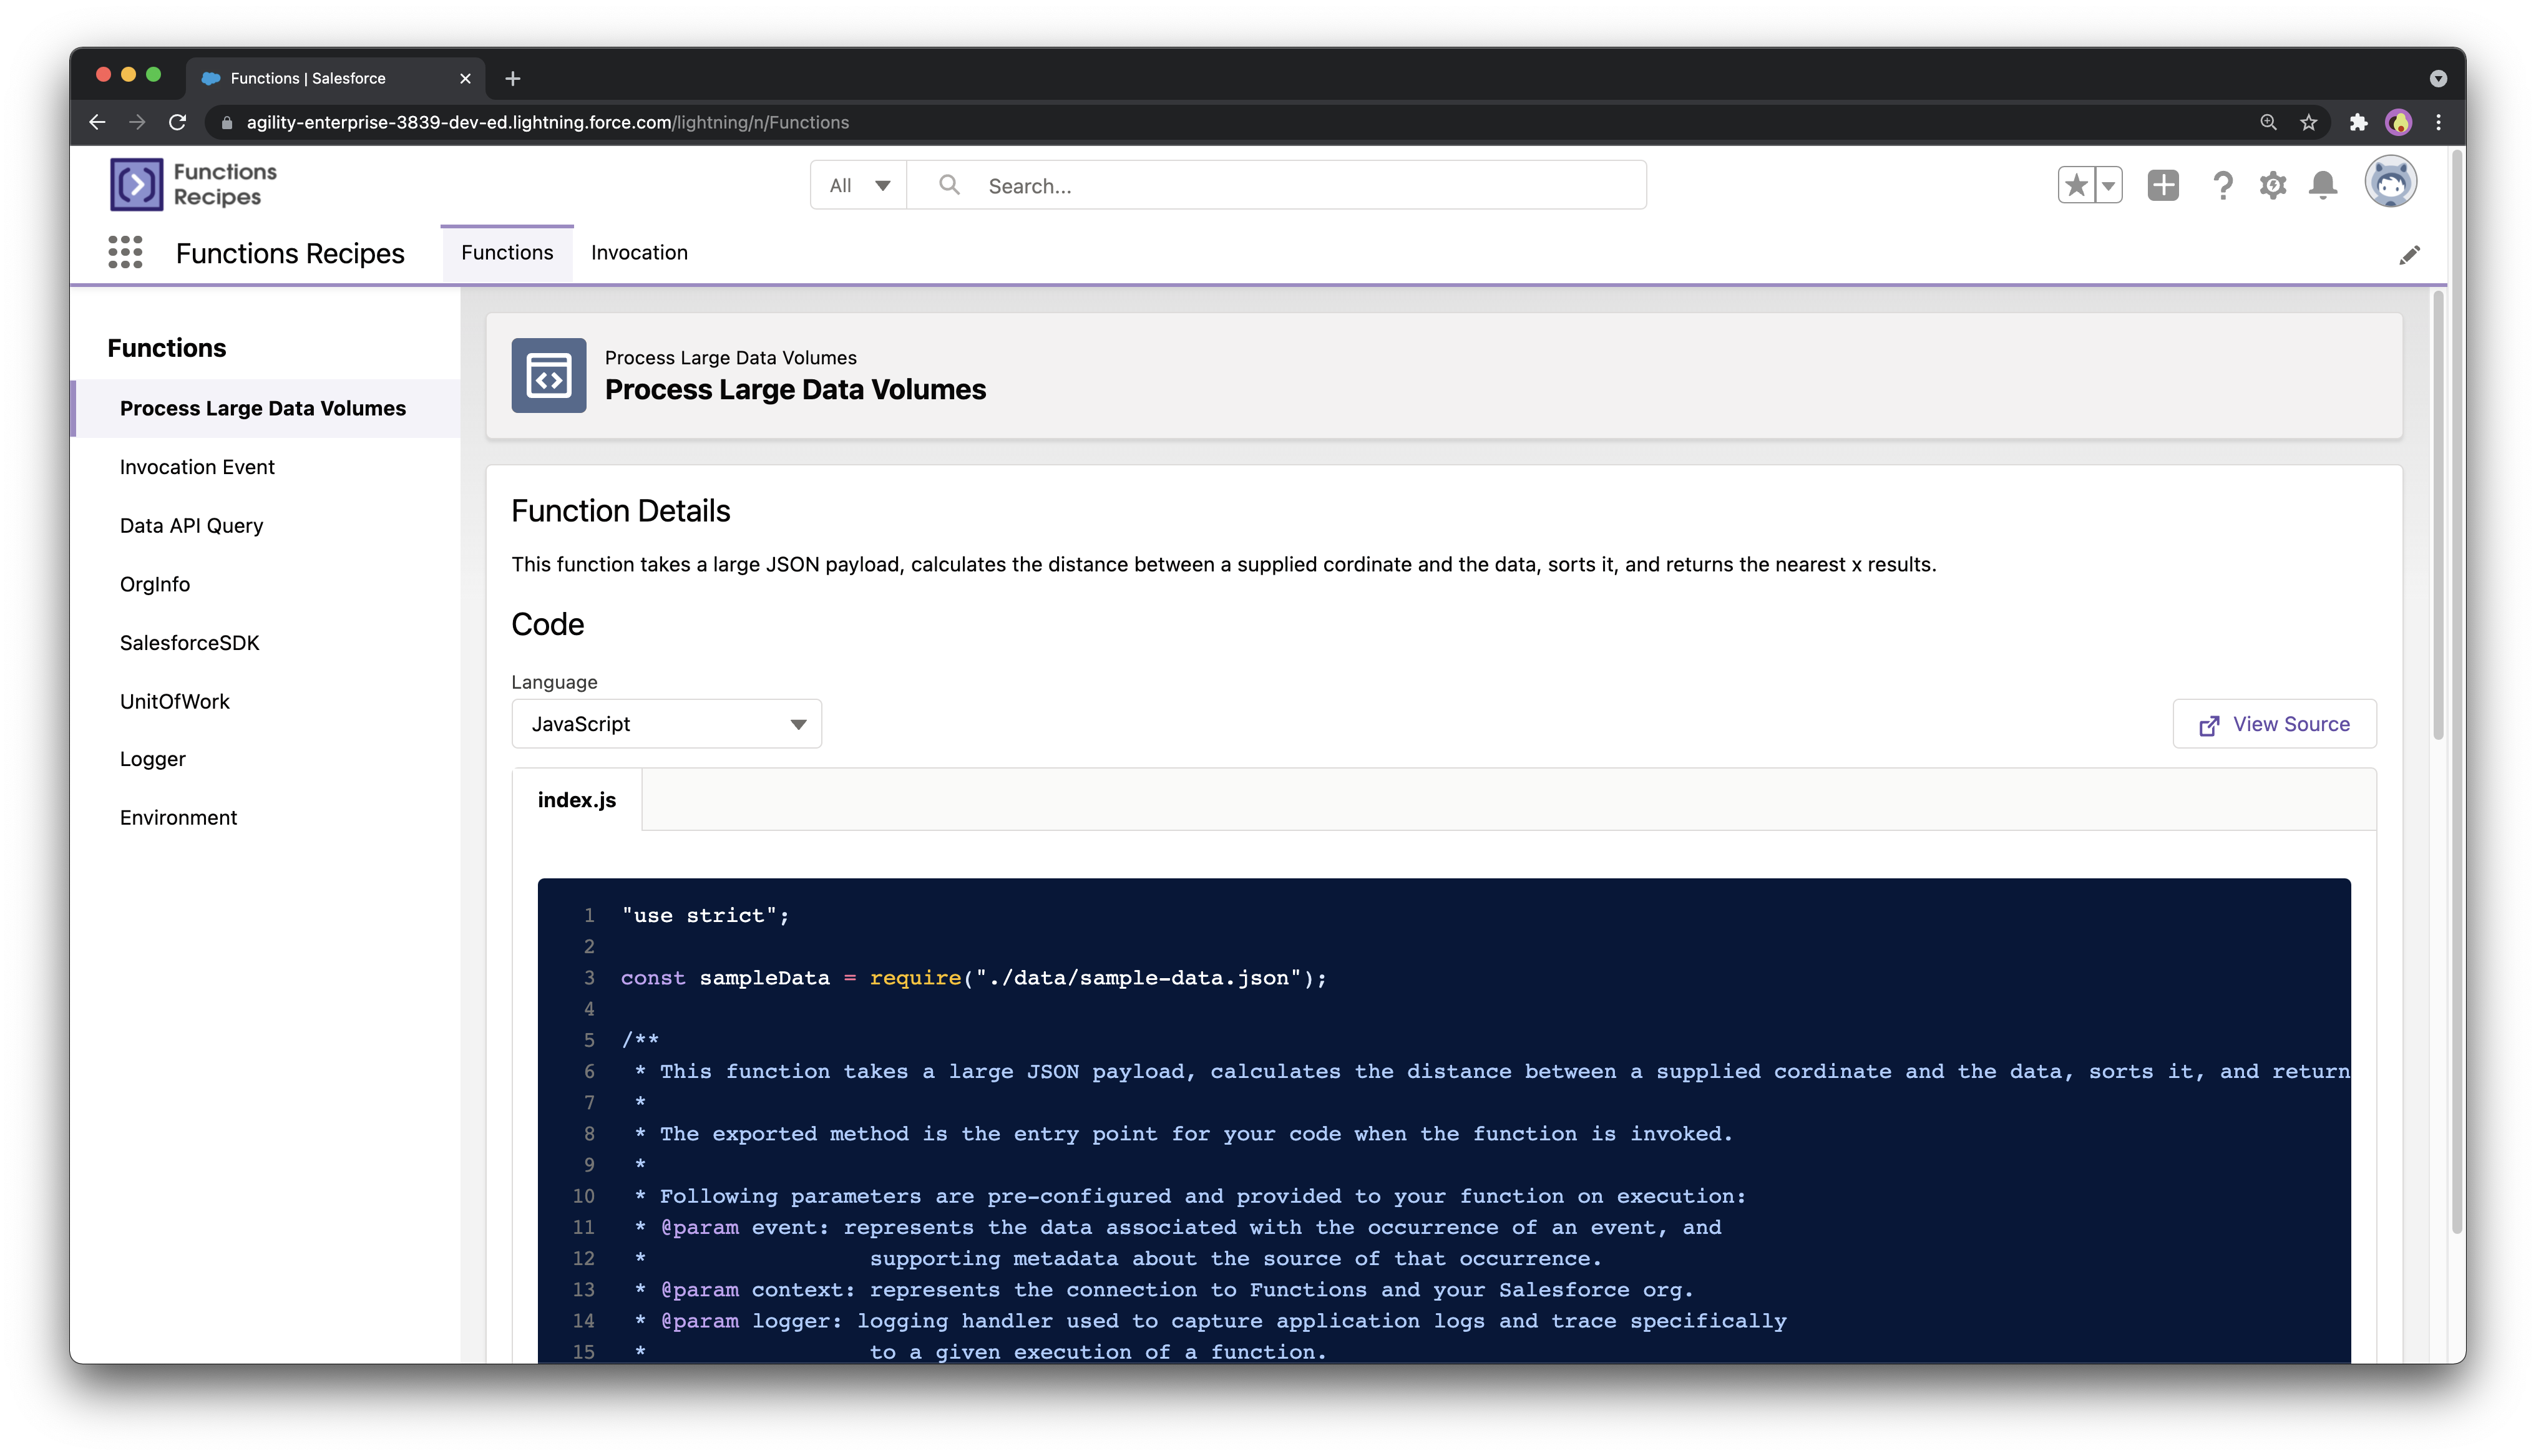 Functions | Salesforce
agility-enterprise-3839-dev-ed.lightning.force.com/lightning/n/Functions
Functions
Recipes
All
Search...
Functions Recipes
Functions
Invocation
Functions
Process Large Data Volumes
Invocation Event
Data API Query
OrgInfo
SalesforceSDK
UnitOfWork
Logger
Environment
Process Large Data Volumes
Process Large Data Volumes
Function Details
This function takes a large JSON payload, calculates the distance between a supplied cordinate and the data, sorts it, and returns the nearest x results.
Code
Language
JavaScript
View Source
index.js
1 "use strict";
2
3 const sampleData = require("./data/sample-data.json");
4
5 /**
6 * This function takes a large JSON payload, calculates the distance between a supplied cordinate and the data, sorts it, and return
7 *
8 * The exported method is the entry point for your code when the function is invoked.
9 *
10 * Following parameters are pre-configured and provided to your function on execution:
11 * @param event: represents the data associated with the occurrence of an event, and
12 * supporting metadata about the source of that occurrence.
13 * @param context: represents the connection to Functions and your Salesforce org.
14 * @param logger: logging handler used to capture application logs and trace specifically
15 * to a given execution of a function.